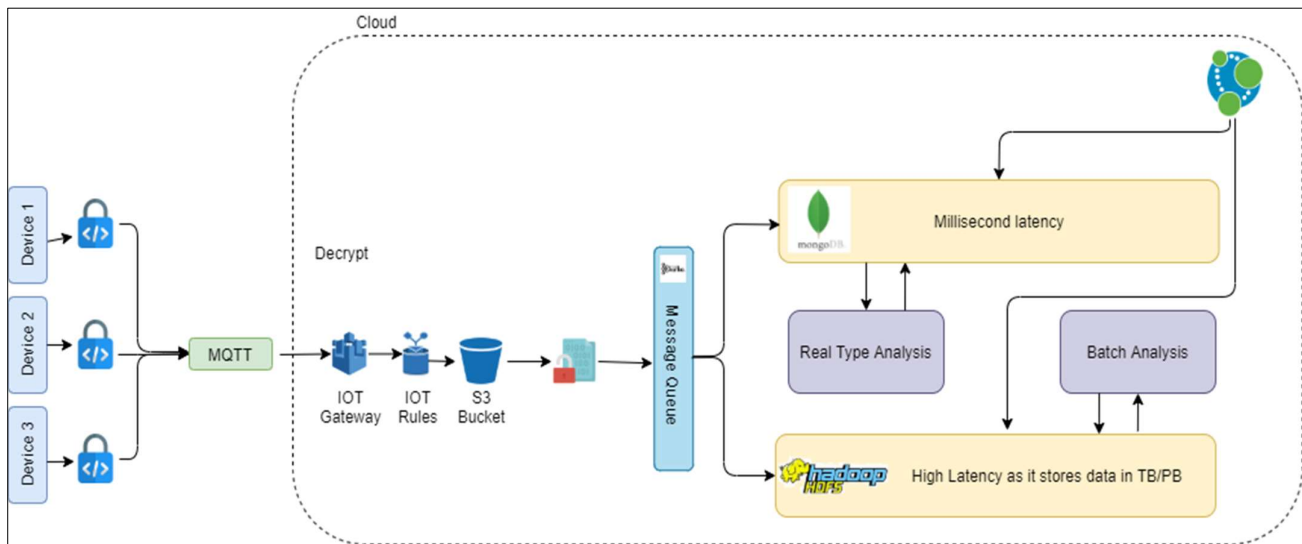 Cloud
Device 1
Device 2
Device 3
MQTT
Decrypt
IOT
Gateway
IOT
Rules
S3
Bucket
Message Queue
mongoDB
Millisecond latency
Real Type Analysis
Batch Analysis
hadoop
HDFS
High Latency as it stores data in TB/PB